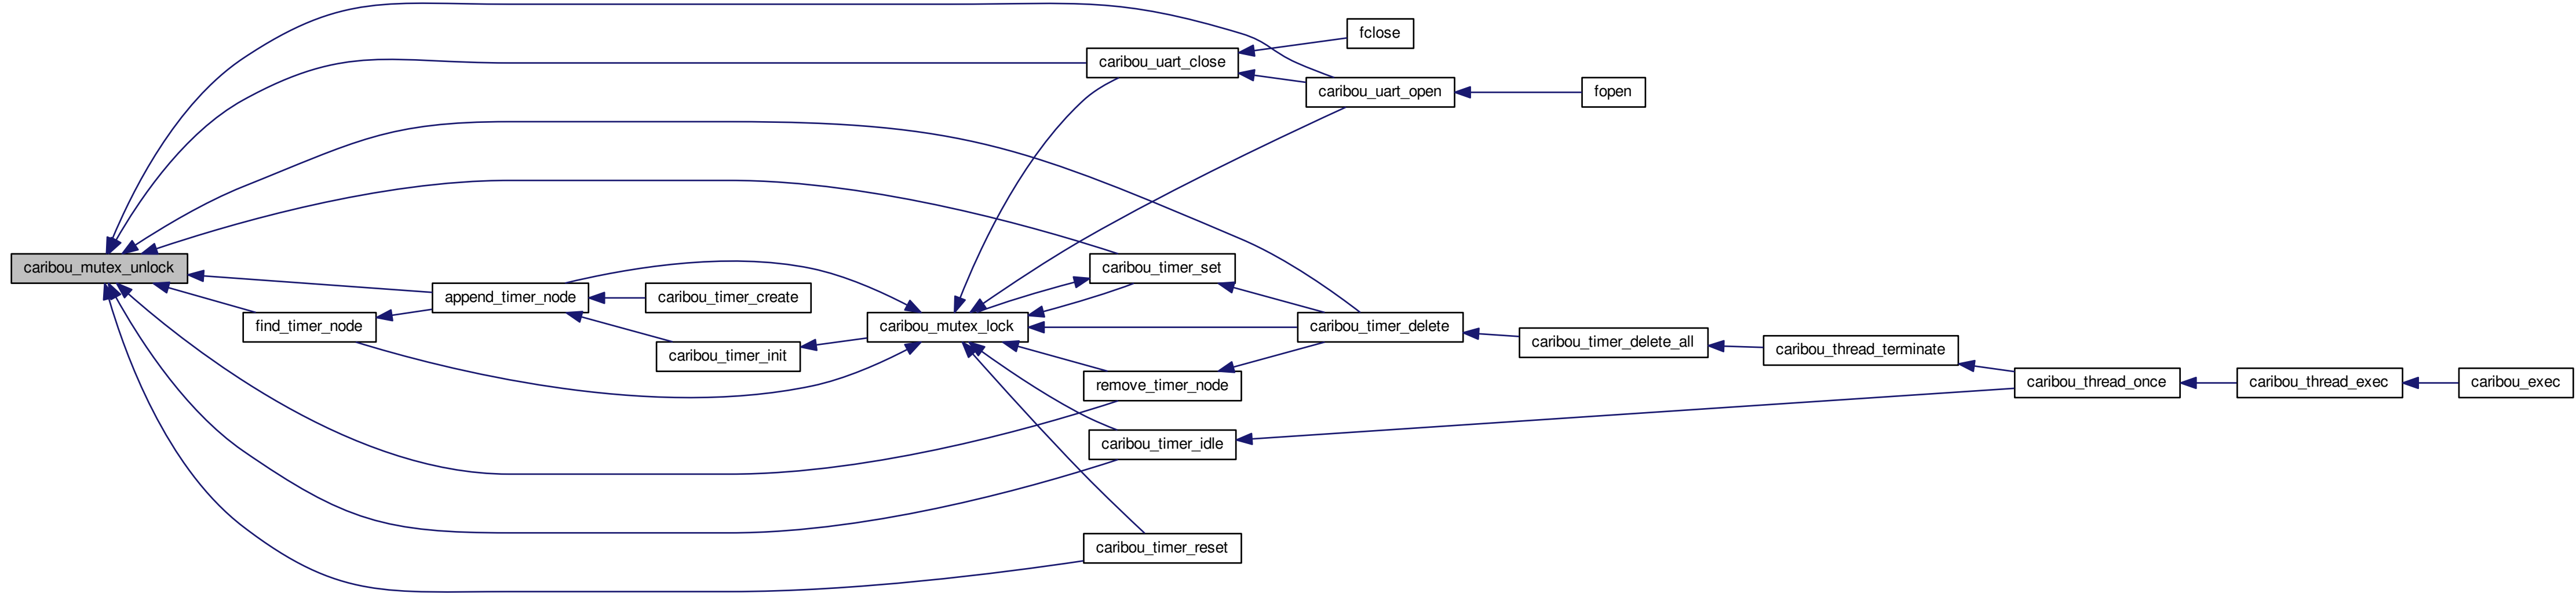 fclose
caribou_uart_close
caribou_uart_open
fopen
caribou_mutex_unlock
caribou_timer_set
append_timer_node
caribou_timer_create
find_timer_node
caribou_mutex_lock
caribou_timer_delete
caribou_timer_delete_all
caribou_timer_init
caribou_thread_terminate
remove_timer_node
caribou_thread_once
caribou_thread_exec
caribou_exec
caribou_timer_idle
caribou_timer_reset